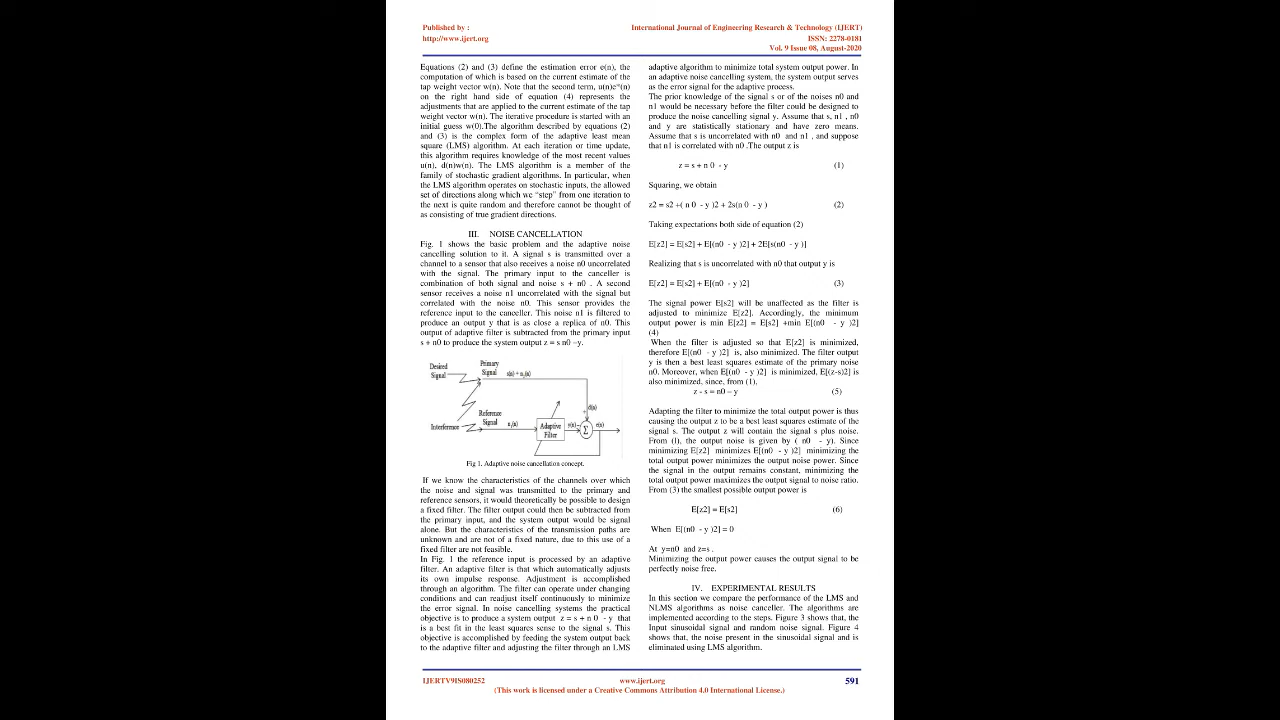 Published by :
http://www.ijert.org
International Journal of Engineering Research & Technology (IJERT)
ISSN: 2278-0181
Vol. 9 Issue 08, August-2020
Equations (2) and (3) define the estimation error e(n), the
computation of which is based on the current estimate of the
tap weight vector w(n). Note that the second term, u(n)e*(n)
on the right hand side of equation (4) represents the
adjustments that are applied to the current estimate of the tap
weight vector w(n). The iterative procedure is started with an
initial guess w(0).The algorithm described by equations (2)
and (3) is the complex form of the adaptive least mean
square (LMS) algorithm. At each iteration or time update,
this algorithm requires knowledge of the most recent values
u(n), d(n)w(n). The LMS algorithm is a member of the
family of stochastic gradient algorithms. In particular, when
the LMS algorithm operates on stochastic inputs, the allowed
set of directions along which we “step” from one iteration to
the next is quite random and therefore cannot be thought of
as consisting of true gradient directions.
III. NOISE CANCELLATION
Fig. 1 shows the basic problem and the adaptive noise
cancelling solution to it. A signal s is transmitted over a
channel to a sensor that also receives a noise n0 uncorrelated
with the signal. The primary input to the canceller is
combination of both signal and noise s + n0 . A second
sensor receives a noise n1 uncorrelated with the signal but
correlated with the noise n0. This sensor provides the
reference input to the canceller. This noise n1 is filtered to
produce an output y that is as close a replica of n0. This
output of adaptive filter is subtracted from the primary input
s + n0 to produce the system output z = s n0 –y.
Desired
Signal
Primary
Signal
s(n) + n₀(n)
d(n)
+
Interference
Reference
Signal
n₁(n)
Adaptive
Filter
y(n)
–
Σ
e(n)
Fig 1. Adaptive noise cancellation concept.
If we know the characteristics of the channels over which
the noise and signal was transmitted to the primary and
reference sensors, it would theoretically be possible to design
a fixed filter. The filter output could then be subtracted from
the primary input, and the system output would be signal
alone. But the characteristics of the transmission paths are
unknown and are not of a fixed nature, due to this use of a
fixed filter are not feasible.
In Fig. 1 the reference input is processed by an adaptive
filter. An adaptive filter is that which automatically adjusts
its own impulse response. Adjustment is accomplished
through an algorithm. The filter can operate under changing
conditions and can readjust itself continuously to minimize
the error signal. In noise cancelling systems the practical
objective is to produce a system output z = s + n 0 - y that
is a best fit in the least squares sense to the signal s. This
objective is accomplished by feeding the system output back
to the adaptive filter and adjusting the filter through an LMS
adaptive algorithm to minimize total system output power. In
an adaptive noise cancelling system, the system output serves
as the error signal for the adaptive process.
The prior knowledge of the signal s or of the noises n0 and
n1 would be necessary before the filter could be designed to
produce the noise cancelling signal y. Assume that s, n1 , n0
and y are statistically stationary and have zero means.
Assume that s is uncorrelated with n0 and n1 , and suppose
that n1 is correlated with n0 .The output z is
z = s + n 0 - y (1)
Squaring, we obtain
z2 = s2 +( n 0 - y )2 + 2s(n 0 - y ) (2)
Taking expectations both side of equation (2)
E[z2] = E[s2] + E[(n0 - y )2] + 2E[s(n0 - y )]
Realizing that s is uncorrelated with n0 that output y is
E[z2] = E[s2] + E[(n0 - y )2] (3)
The signal power E[s2] will be unaffected as the filter is
adjusted to minimize E[z2]. Accordingly, the minimum
output power is min E[z2] = E[s2] +min E[(n0 - y )2]
(4)
When the filter is adjusted so that E[z2] is minimized,
therefore E[(n0 - y )2] is, also minimized. The filter output
y is then a best least squares estimate of the primary noise
n0. Moreover, when E[(n0 - y )2] is minimized, E[(z-s)2] is
also minimized, since, from (1),
z - s = n0 – y (5)
Adapting the filter to minimize the total output power is thus
causing the output z to be a best least squares estimate of the
signal s. The output z will contain the signal s plus noise.
From (l), the output noise is given by ( n0 - y). Since
minimizing E[z2] minimizes E[(n0 - y )2] minimizing the
total output power minimizes the output noise power. Since
the signal in the output remains constant, minimizing the
total output power maximizes the output signal to noise ratio.
From (3) the smallest possible output power is
E[z2] = E[s2] (6)
When E[(n0 - y )2] = 0
At y=n0 and z=s .
Minimizing the output power causes the output signal to be
perfectly noise free.
IV. EXPERIMENTAL RESULTS
In this section we compare the performance of the LMS and
NLMS algorithms as noise canceller. The algorithms are
implemented according to the steps. Figure 3 shows that, the
Input sinusoidal signal and random noise signal. Figure 4
shows that, the noise present in the sinusoidal signal and is
eliminated using LMS algorithm.
IJERTV9IS080252
www.ijert.org
591
(This work is licensed under a Creative Commons Attribution 4.0 International License.)